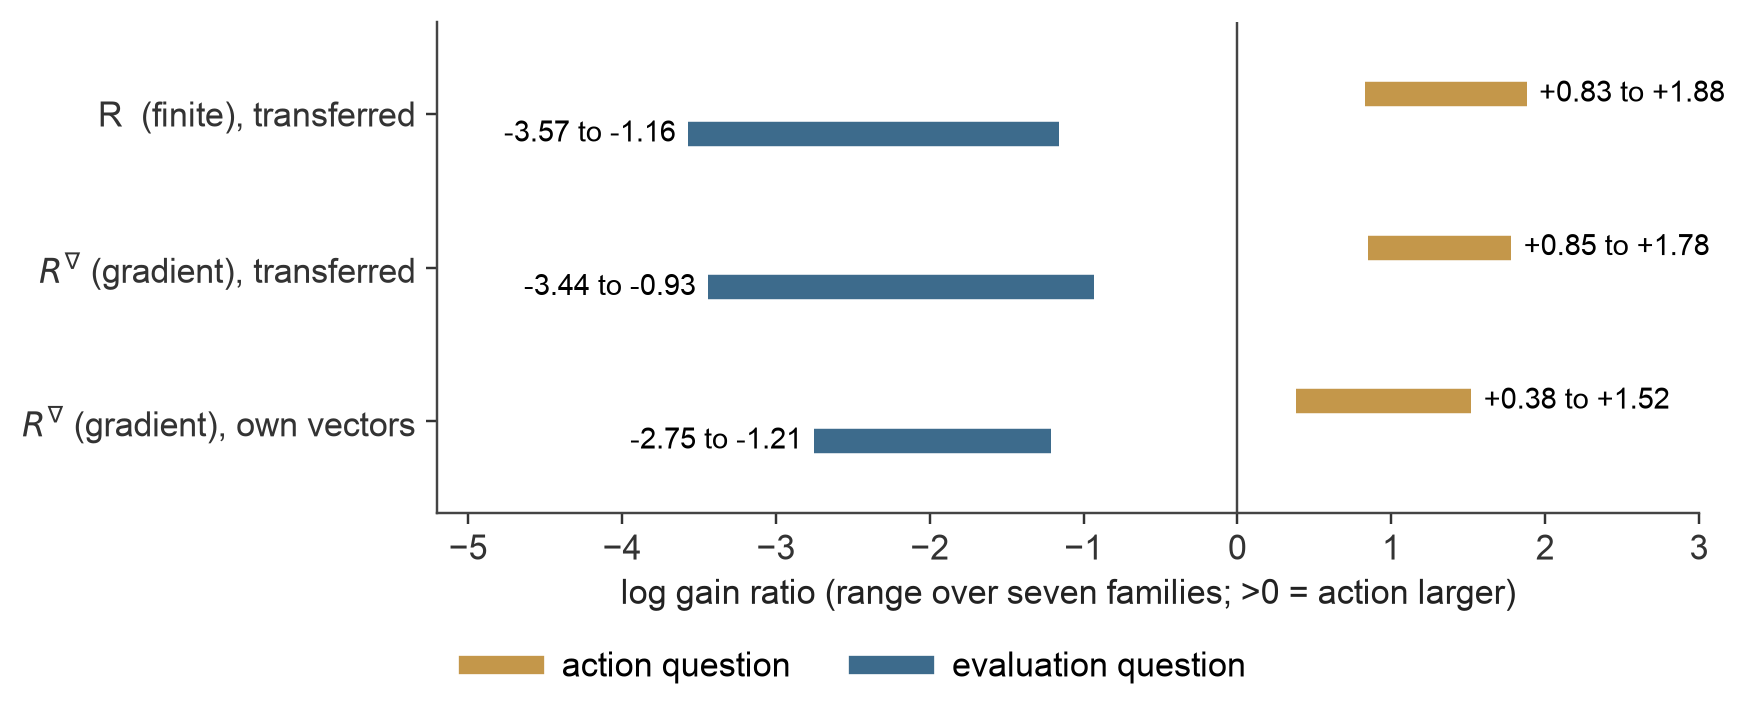 +0.83 to +1.88
R (finite), transferred
-3.57 to -1.16
+0.85 to +1.78
R∇ (gradient), transferred
-3.44 to -0.93
+0.38 to +1.52
R∇ (gradient), own vectors
-2.75 to -1.21
−5 −4 −3 −2 −1 0 1 2 3
log gain ratio (range over seven families; >0 = action larger)
action question evaluation question